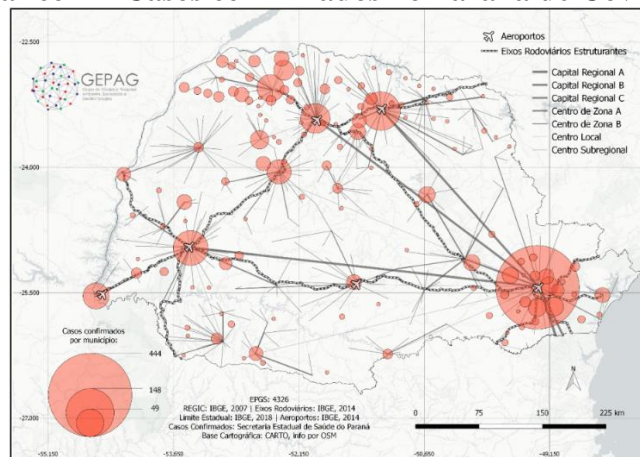 -22.500
GEPAG
Aeroportos
Eixos Rodoviários Estruturantes
Capital Regional A
Capital Regional B
Capital Regional C
Centro de Zona A
Centro de Zona B
Centro Local
Centro Subregional
-24.000
-25.500
Casos confirmados
por município:
444
148
49
EPGS: 4326
REGIC: IBGE, 2007 | Eixos Rodoviários: IBGE, 2014
Limite Estadual: IBGE, 2018 | Aeroportos: IBGE, 2014
Casos Confirmados: Secretaria Estadual de Saúde do Paraná
Base Cartográfica: CARTO, info por OSM
N
0 75 150 225 km
-27.000
-55.150 -53.650 -52.150 -50.650 -49.150